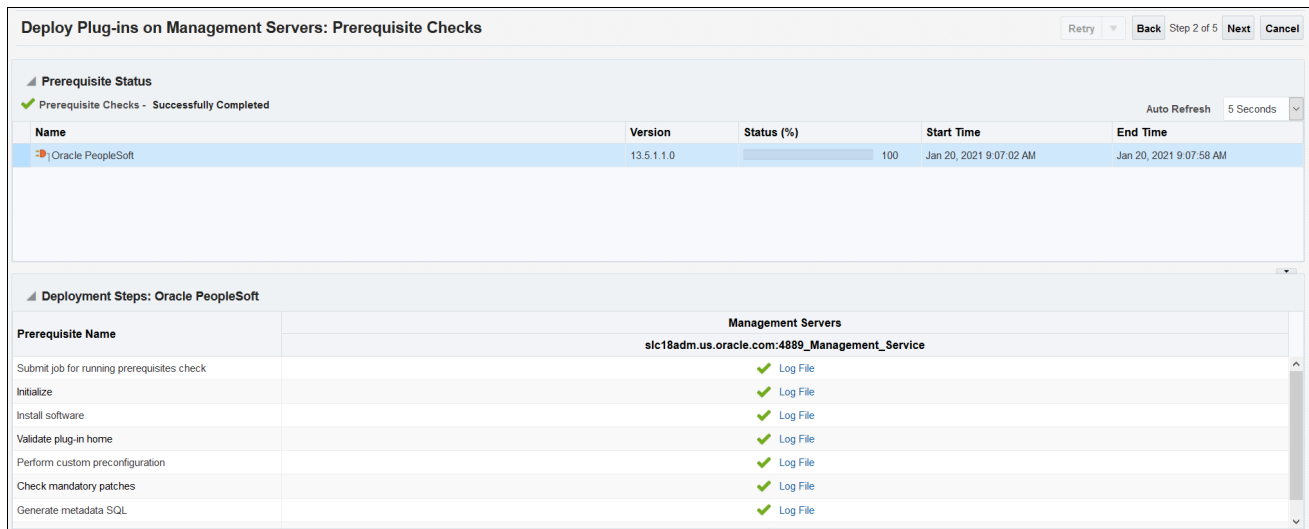 Deploy Plug-ins on Management Servers: Prerequisite Checks
Retry Back Step 2 of 5 Next Cancel
Prerequisite Status
Prerequisite Checks - Successfully Completed
Auto Refresh 5 Seconds
Name Version Status (%) Start Time End Time
Oracle PeopleSoft 13.5.1.1.0 100 Jan 20, 2021 9:07:02 AM Jan 20, 2021 9:07:58 AM
Deployment Steps: Oracle PeopleSoft
Prerequisite Name
Management Servers
slc18adm.us.oracle.com:4889_Management_Service
Submit job for running prerequisites check Log File
Initialize Log File
Install software Log File
Validate plug-in home Log File
Perform custom preconfiguration Log File
Check mandatory patches Log File
Generate metadata SQL Log File